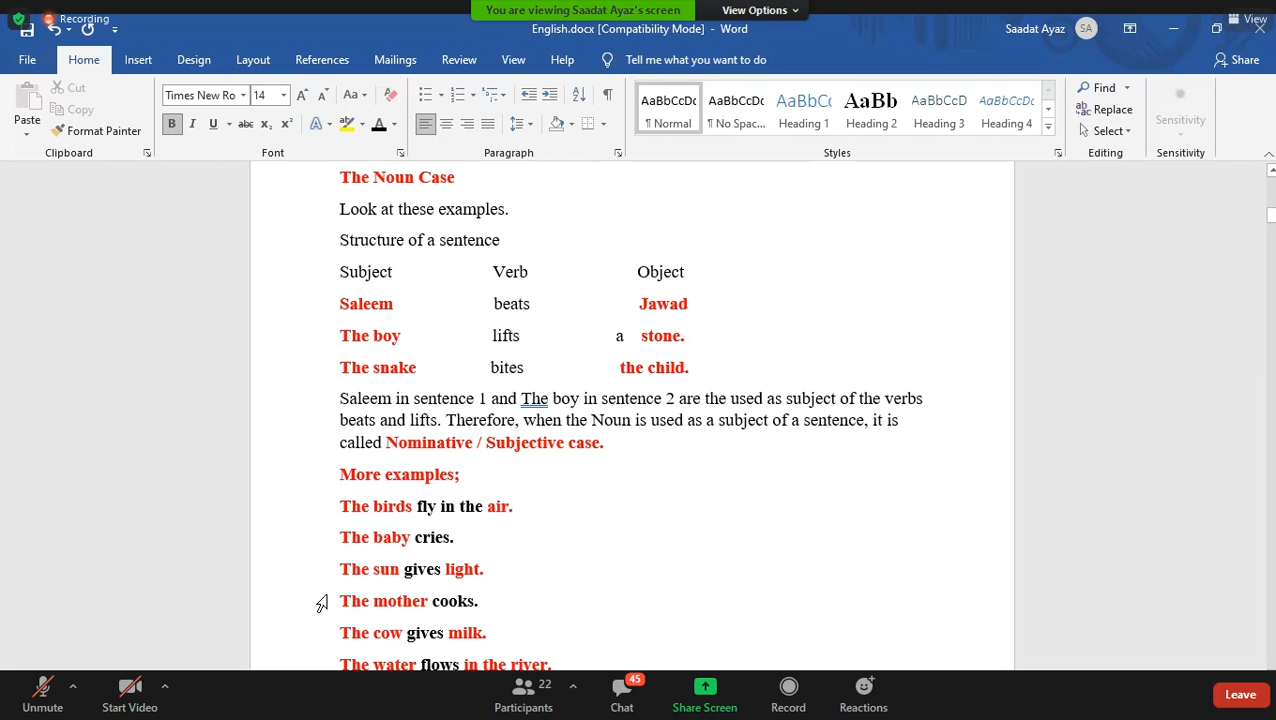 Recording
You are viewing Saadat Ayaz's screen
View Options
View
English.docx [Compatibility Mode] - Word
Saadat Ayaz
SA
File Home Insert Design Layout References Mailings Review View Help Tell me what you want to do Share
Paste
Cut
Copy
Format Painter
Clipboard
Times New Ro 14
Font
Paragraph
AaBbCcDc AaBbCcDc AaBbCc AaBb AaBbCcD AaBbCcDc
¶ Normal ¶ No Spac... Heading 1 Heading 2 Heading 3 Heading 4
Styles
Find
Replace
Select
Editing
Sensitivity
Sensitivity
The Noun Case
Look at these examples.
Structure of a sentence
Subject Verb Object
Saleem beats Jawad
The boy lifts a stone.
The snake bites the child.
Saleem in sentence 1 and The boy in sentence 2 are the used as subject of the verbs
beats and lifts. Therefore, when the Noun is used as a subject of a sentence, it is
called Nominative / Subjective case.
More examples;
The birds fly in the air.
The baby cries.
The sun gives light.
The mother cooks.
The cow gives milk.
The water flows in the river.
Unmute
Start Video
22
Participants
45
Chat
Share Screen
Record
Reactions
Leave